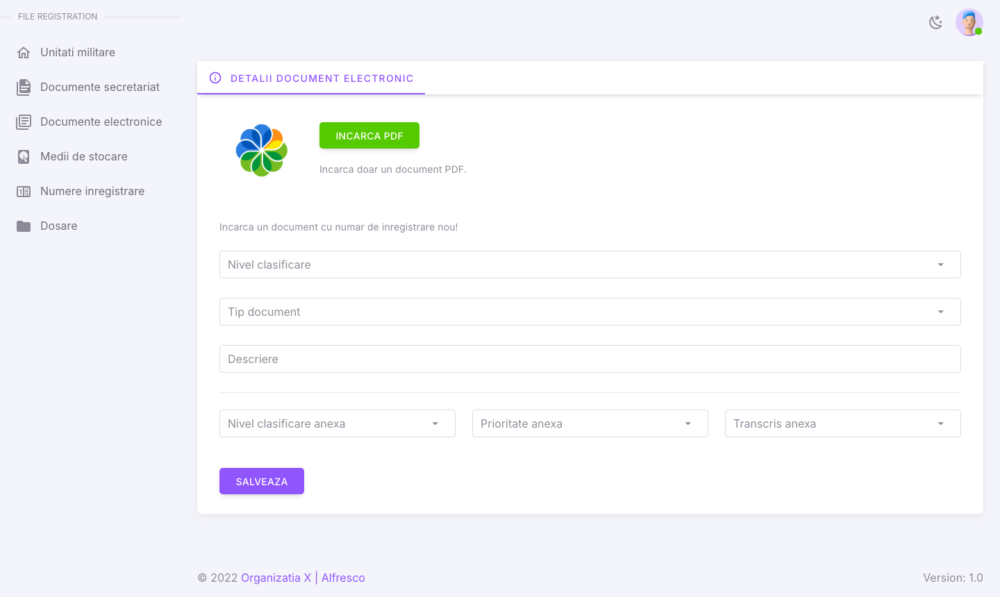 FILE REGISTRATION
Unitati militare
Documente secretariat
Documente electronice
Medii de stocare
Numere inregistrare
Dosare
DETALII DOCUMENT ELECTRONIC
INCARCA PDF
Incarca doar un document PDF.
Incarca un document cu numar de inregistrare nou!
Nivel clasificare
Tip document
Descriere
Nivel clasificare anexa
Prioritate anexa
Transcris anexa
SALVEAZA
© 2022 Organizatia X | Alfresco
Version: 1.0